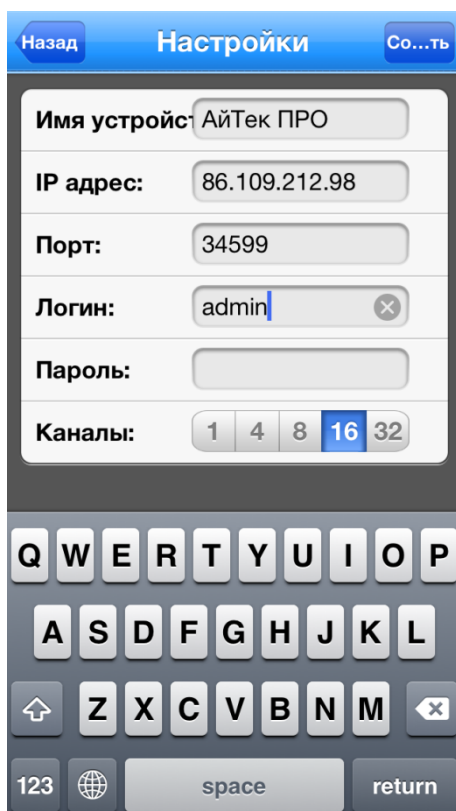 Назад Настройки Со...ть
Имя устройст АйТек ПРО
IP адрес: 86.109.212.98
Порт: 34599
Логин: admin
Пароль:
Каналы: 1 4 8 16 32
Q W E R T Y U I O P
A S D F G H J K L
Z X C V B N M
123 space return